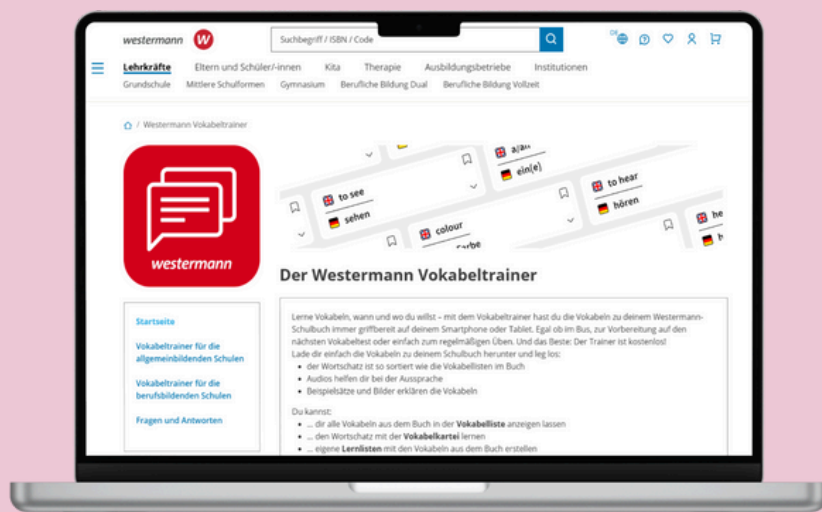 westermann W
Suchbegriff / ISBN / Code
DE
Lehrkräfte Eltern und Schüler/-innen Kita Therapie Ausbildungsbetriebe Institutionen
Grundschule Mittlere Schulformen Gymnasium Berufliche Bildung Dual Berufliche Bildung Vollzeit
/ Westermann Vokabeltrainer
westermann
to see
sehen
colour
a/an
ein(e)
to hear
hören
Der Westermann Vokabeltrainer
Startseite
Vokabeltrainer für die
allgemeinbildenden Schulen
Vokabeltrainer für die
berufsbildenden Schulen
Fragen und Antworten
Lerne Vokabeln, wann und wo du willst – mit dem Vokabeltrainer hast du die Vokabeln zu deinem Westermann-
Schulbuch immer griffbereit auf deinem Smartphone oder Tablet. Egal ob im Bus, zur Vorbereitung auf den
nächsten Vokabeltest oder einfach zum regelmäßigen Üben. Und das Beste: Der Trainer ist kostenlos!
Lade dir einfach die Vokabeln zu deinem Schulbuch herunter und leg los:
• der Wortschatz ist so sortiert wie die Vokabellisten im Buch
• Audios helfen dir bei der Aussprache
• Beispielsätze und Bilder erklären die Vokabeln
Du kannst:
• ... dir alle Vokabeln aus dem Buch in der Vokabelliste anzeigen lassen
• ... den Wortschatz mit der Vokabelkartei lernen
• ... eigene Lernlisten mit den Vokabeln aus dem Buch erstellen